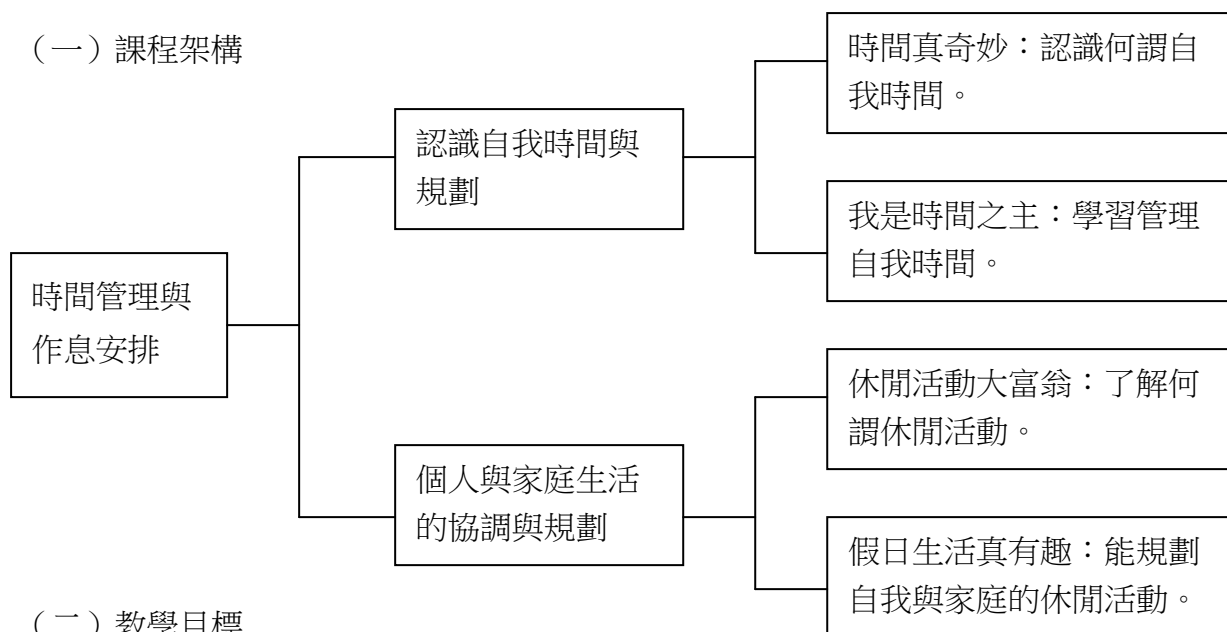 （一）課程架構
時間管理與
作息安排
認識自我時間與
規劃
時間真奇妙：認識何謂自
我時間。
我是時間之主：學習管理
自我時間。
個人與家庭生活
的協調與規劃
休閒活動大富翁：了解何
謂休閒活動。
假日生活真有趣：能規劃
自我與家庭的休閒活動。
（二）教學目標